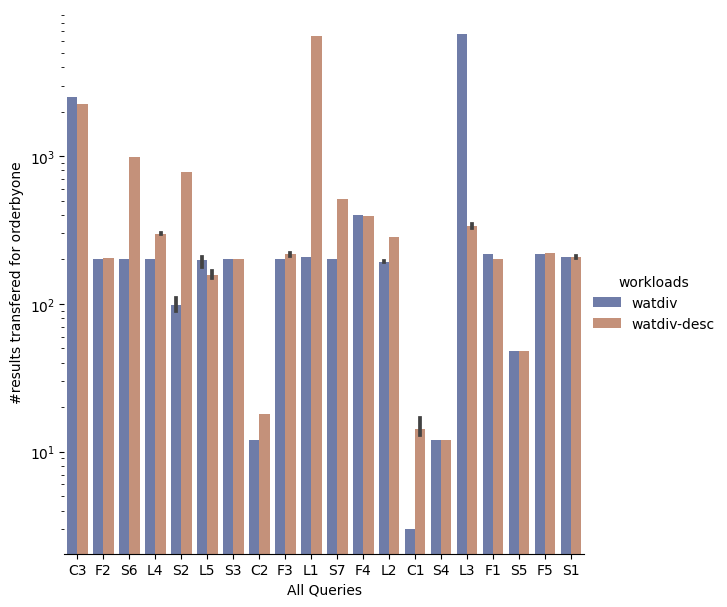 #results transfered for orderbyone
10³
10²
10¹
C3 F2 S6 L4 S2 L5 S3 C2 F3 L1 S7 F4 L2 C1 S4 L3 F1 S5 F5 S1
All Queries
workloads
watdiv
watdiv-desc